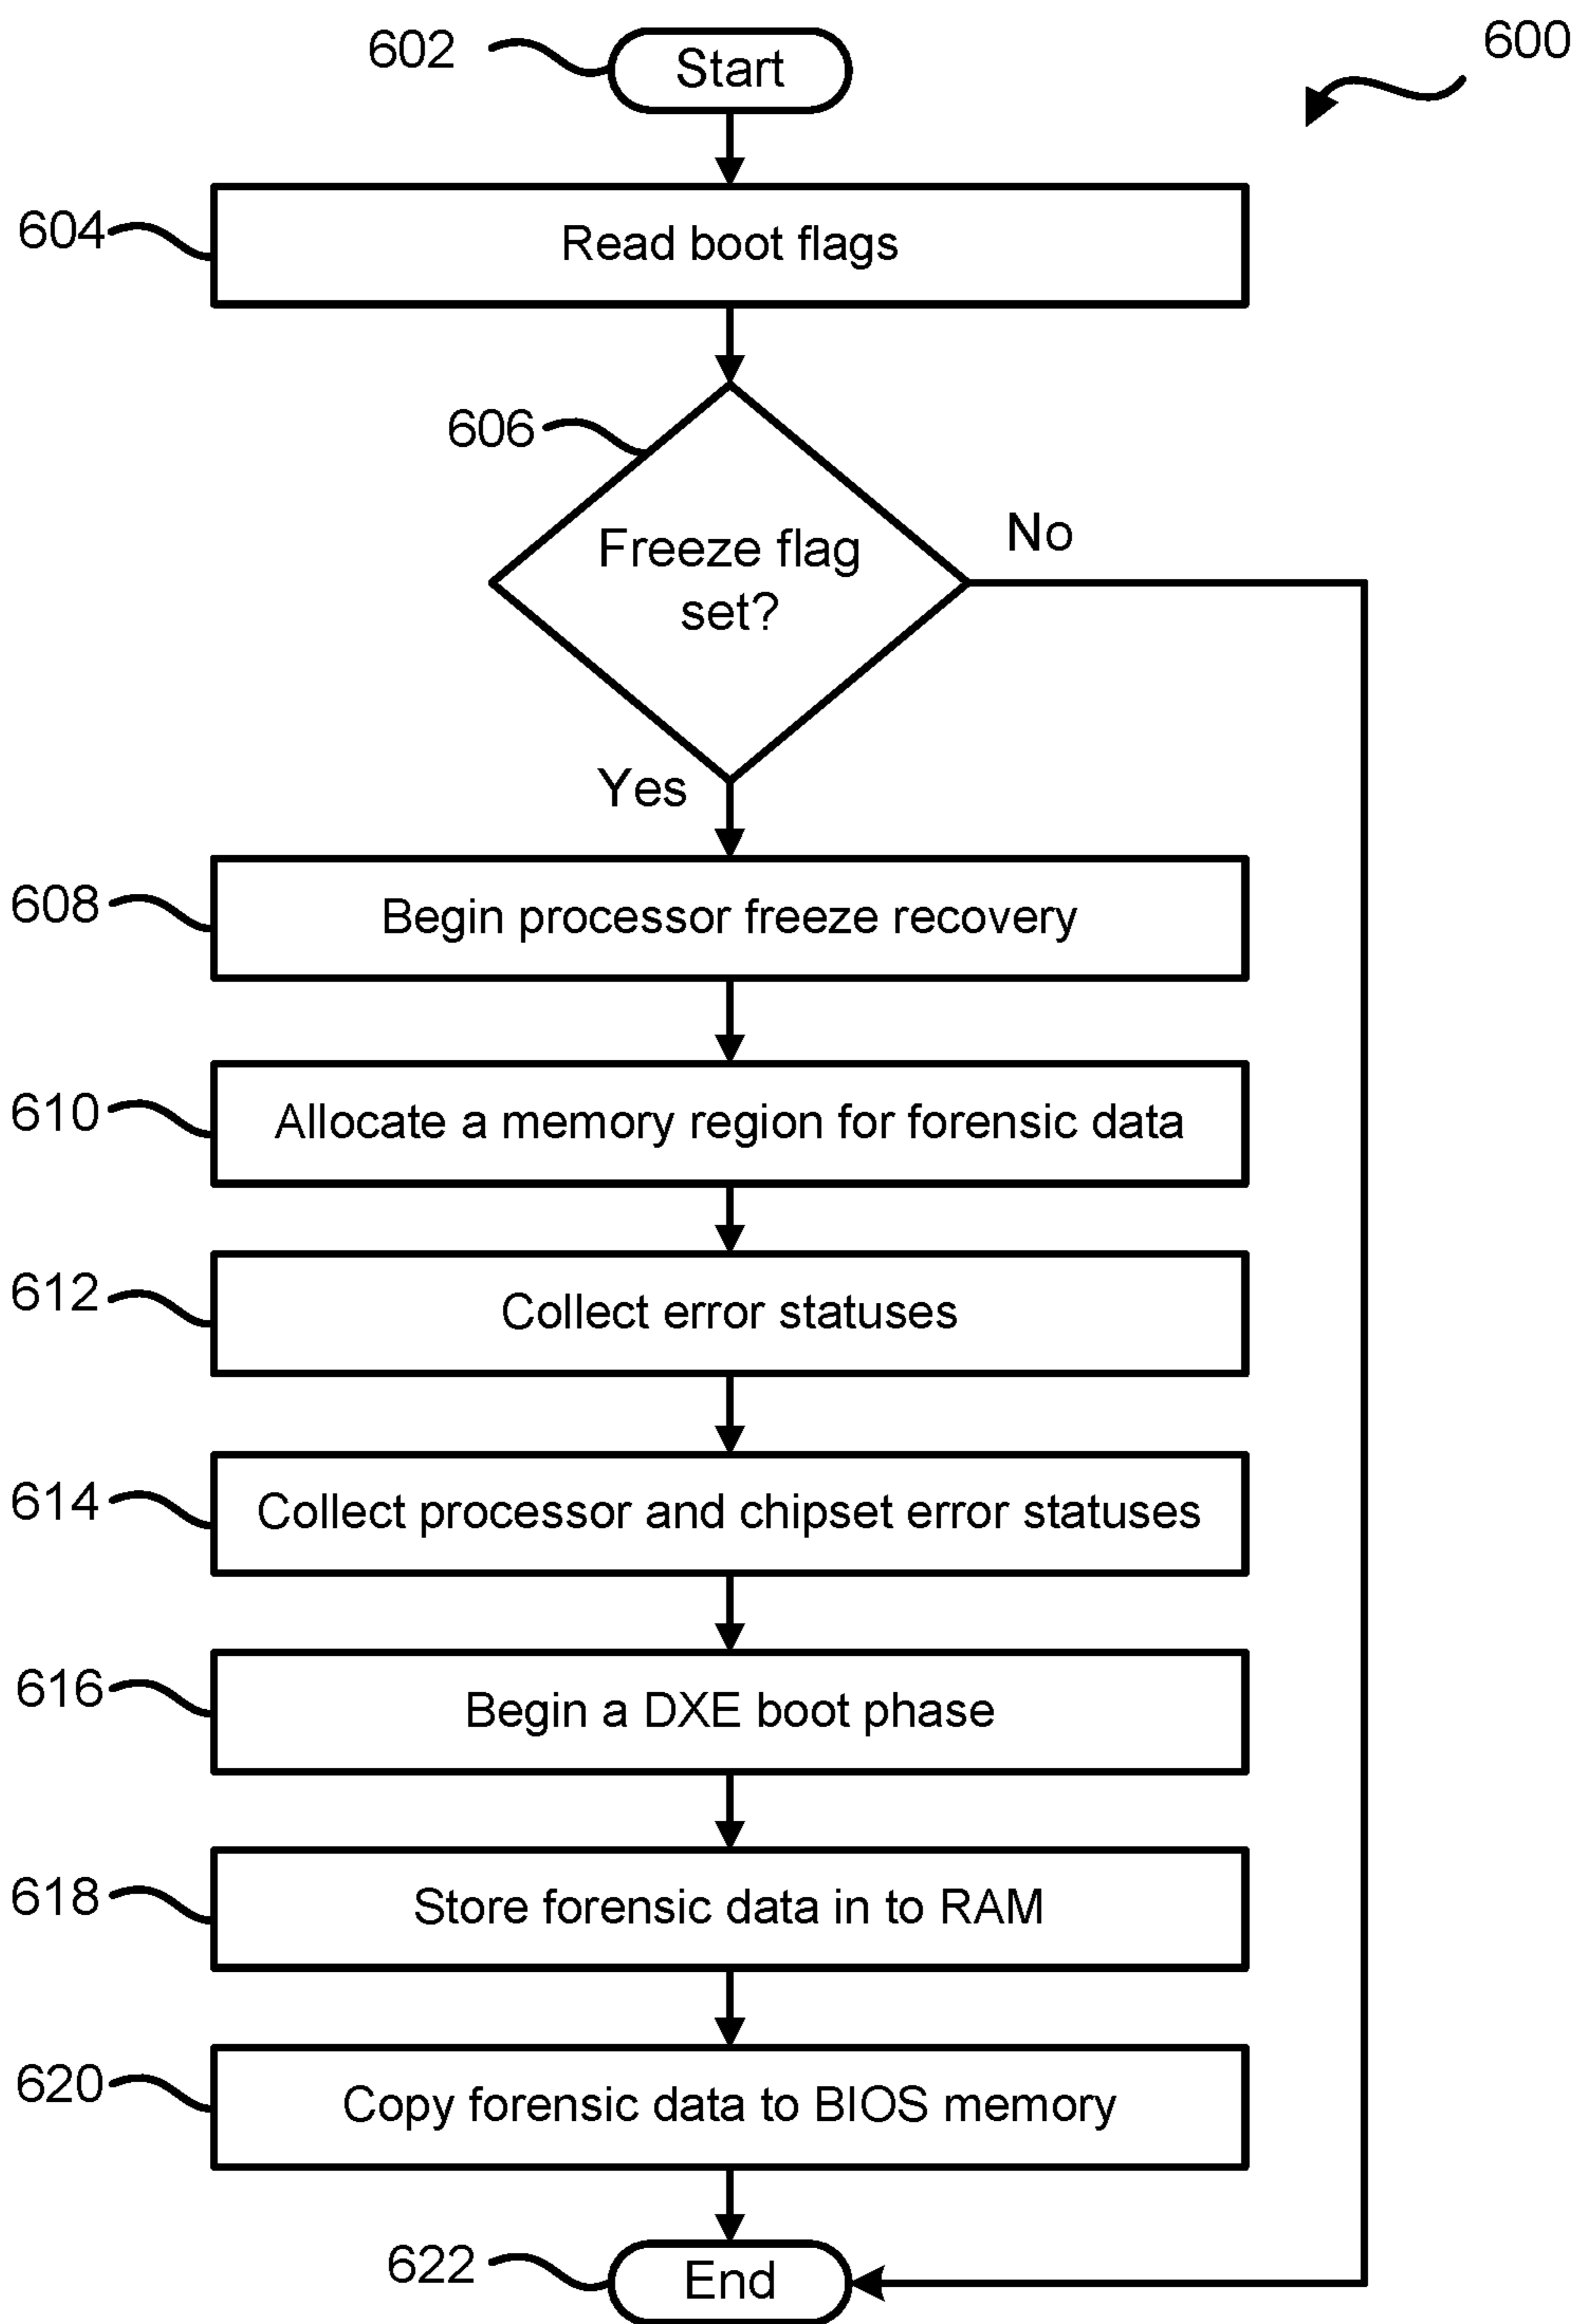 602
Start
600
604
Read boot flags
606
Freeze flag
set?
No
Yes
608
Begin processor freeze recovery
610
Allocate a memory region for forensic data
612
Collect error statuses
614
Collect processor and chipset error statuses
616
Begin a DXE boot phase
618
Store forensic data in to RAM
620
Copy forensic data to BIOS memory
622
End